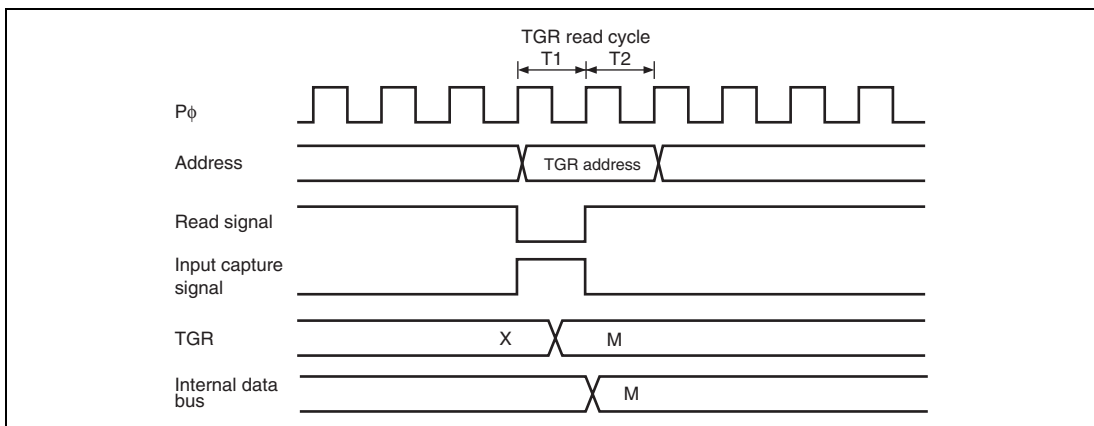 TGR read cycle
T1 T2
Pϕ
Address
TGR address
Read signal
Input capture
signal
TGR
X M
Internal data
bus
M